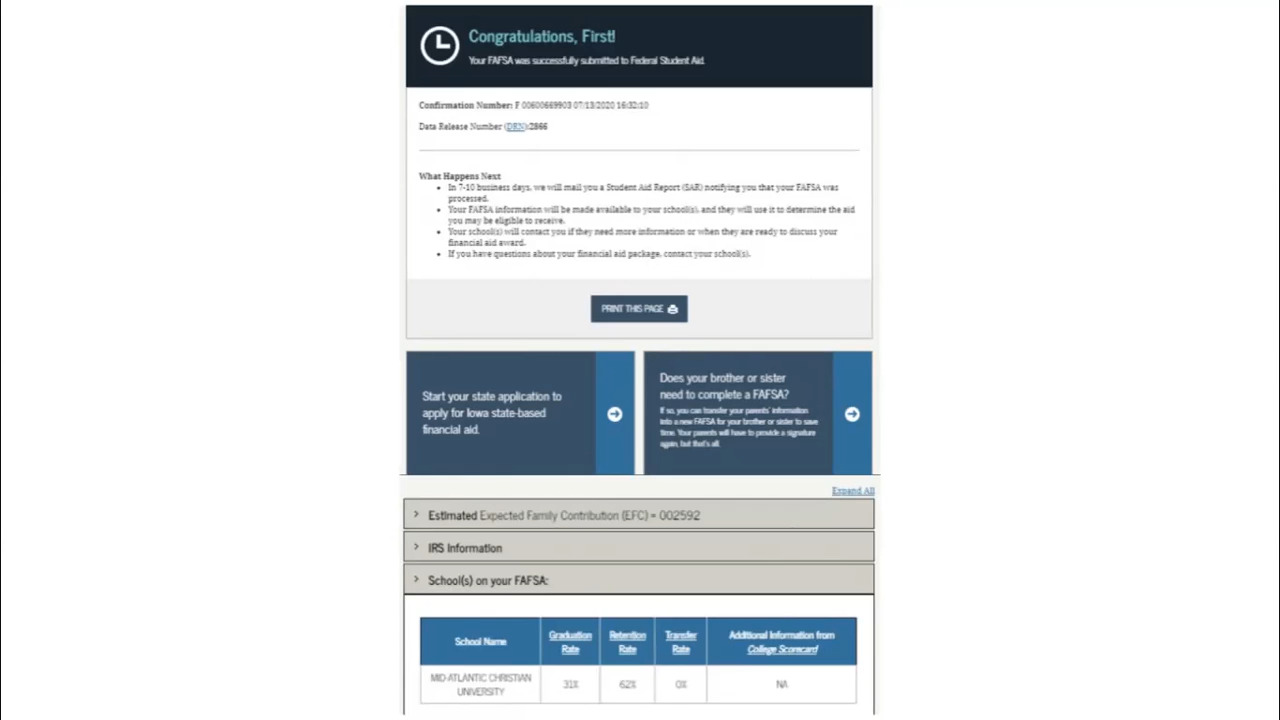 Congratulations, First!
Your FAFSA was successfully submitted to Federal Student Aid.
Confirmation Number: F 00600669903 07/13/2020 16:32:10
Data Release Number (DRN):2866
What Happens Next
In 7-10 business days, we will mail you a Student Aid Report (SAR) notifying you that your FAFSA was
processed.
Your FAFSA information will be made available to your school(s), and they will use it to determine the aid
you may be eligible to receive.
Your school(s) will contact you if they need more information or when they are ready to discuss your
financial aid award.
If you have questions about your financial aid package, contact your school(s).
PRINT THIS PAGE
Start your state application to
apply for Iowa state-based
financial aid.
Does your brother or sister
need to complete a FAFSA?
If so, you can transfer your parents' information
into a new FAFSA for your brother or sister to save
time. Your parents will have to provide a signature
again, but that's all.
Expand All
Estimated Expected Family Contribution (EFC) = 002592
IRS Information
School(s) on your FAFSA:
School Name Graduation Rate Retention Rate Transfer Rate Additional Information from College Scorecard
MID-ATLANTIC CHRISTIAN UNIVERSITY 31% 62% 0% NA